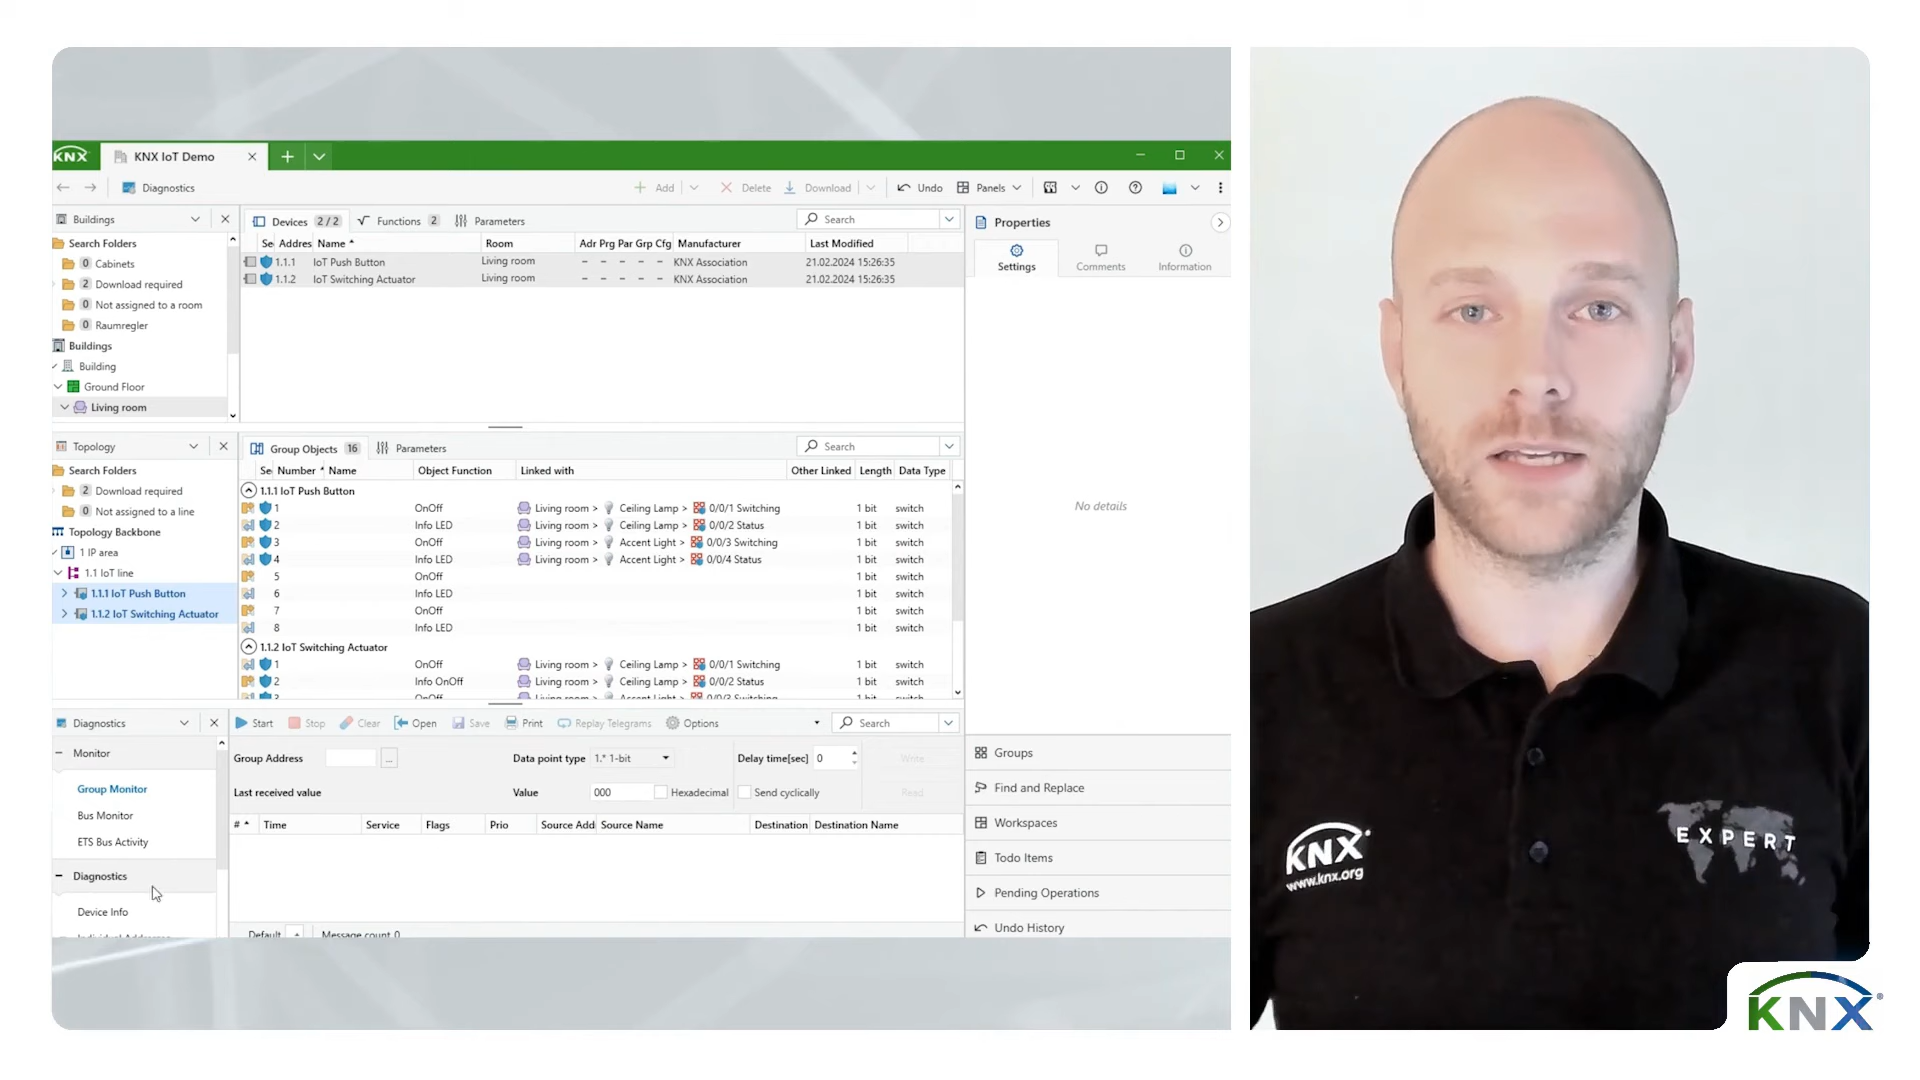 KNX KNX IoT Demo
Diagnostics Add Delete Download Undo Panels
Buildings
Search Folders
0 Cabinets
2 Download required
0 Not assigned to a room
0 Raumregler
Buildings
Building
Ground Floor
Living room
Devices 2 / 2 Functions 2 Parameters Search
Addres Name Room Adr Prg Par Grp Cfg Manufacturer Last Modified
1.1.1 IoT Push Button Living room - - - - - KNX Association 21.02.2024 15:26:35
1.1.2 IoT Switching Actuator Living room - - - - - KNX Association 21.02.2024 15:26:35
Properties
Settings Comments Information
No details
Topology
Search Folders
2 Download required
0 Not assigned to a line
Topology Backbone
1 IP area
1.1 IoT line
1.1.1 IoT Push Button
1.1.2 IoT Switching Actuator
Group Objects 16 Parameters Search
Number Name Object Function Linked with Other Linked Length Data Type
1.1.1 IoT Push Button
1 OnOff Living room > Ceiling Lamp > 0/0/1 Switching 1 bit switch
2 Info LED Living room > Ceiling Lamp > 0/0/2 Status 1 bit switch
3 OnOff Living room > Accent Light > 0/0/3 Switching 1 bit switch
4 Info LED Living room > Accent Light > 0/0/4 Status 1 bit switch
5 OnOff 1 bit switch
6 Info LED 1 bit switch
7 OnOff 1 bit switch
8 Info LED 1 bit switch
1.1.2 IoT Switching Actuator
1 OnOff Living room > Ceiling Lamp > 0/0/1 Switching 1 bit switch
2 Info OnOff Living room > Ceiling Lamp > 0/0/2 Status 1 bit switch
Diagnostics
Monitor
Group Monitor
Bus Monitor
ETS Bus Activity
Diagnostics
Device Info
Start Stop Clear Open Save Print Replay Telegrams Options Search
Group Address ... Data point type 1.* 1-bit Delay time[sec] 0 Write
Last received value Value 000 Hexadecimal Send cyclically Read
# Time Service Flags Prio Source Add Source Name Destination Destination Name
Default Message count 0
Groups
Find and Replace
Workspaces
Todo Items
Pending Operations
Undo History
KNX
www.knx.org
EXPERT
KNX